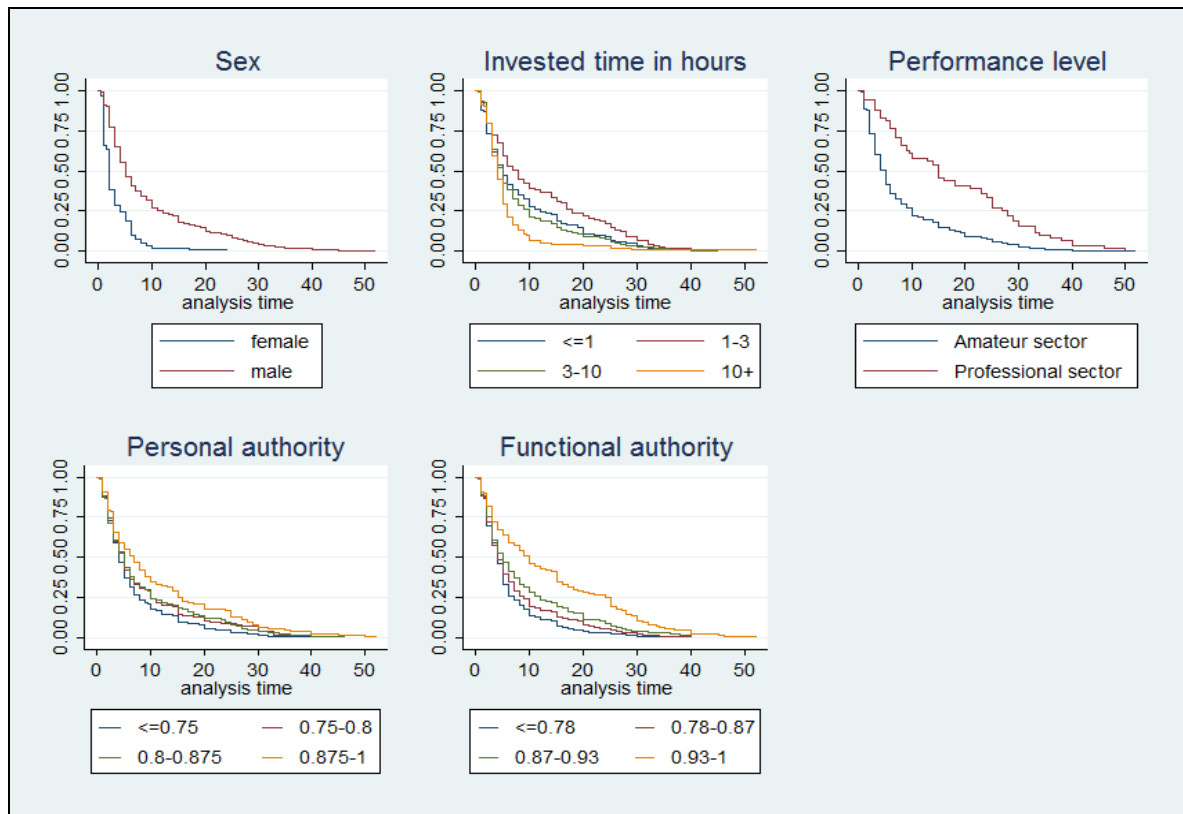 Sex
1.00
0.75
0.50
0.25
0.00
0 10 20 30 40 50
analysis time
female
male
Invested time in hours
1.00
0.75
0.50
0.25
0.00
0 10 20 30 40 50
analysis time
<=1 1-3
3-10 10+
Performance level
1.00
0.75
0.50
0.25
0.00
0 10 20 30 40 50
analysis time
Amateur sector
Professional sector
Personal authority
1.00
0.75
0.50
0.25
0.00
0 10 20 30 40 50
analysis time
<=0.75 0.75-0.8
0.8-0.875 0.875-1
Functional authority
1.00
0.75
0.50
0.25
0.00
0 10 20 30 40 50
analysis time
<=0.78 0.78-0.87
0.87-0.93 0.93-1